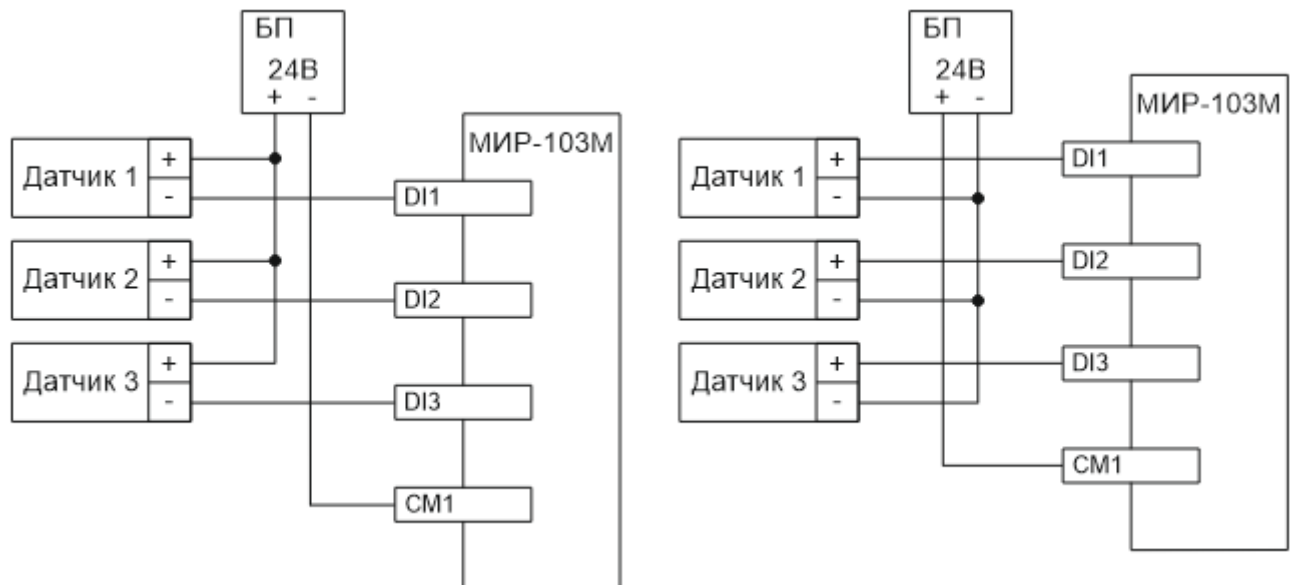 БП
24В
+ -
МИР-103М
Датчик 1
+
-
DI1
Датчик 2
+
-
DI2
Датчик 3
+
-
DI3
CM1
БП
24В
+ -
МИР-103М
Датчик 1
+
-
DI1
Датчик 2
+
-
DI2
Датчик 3
+
-
DI3
CM1